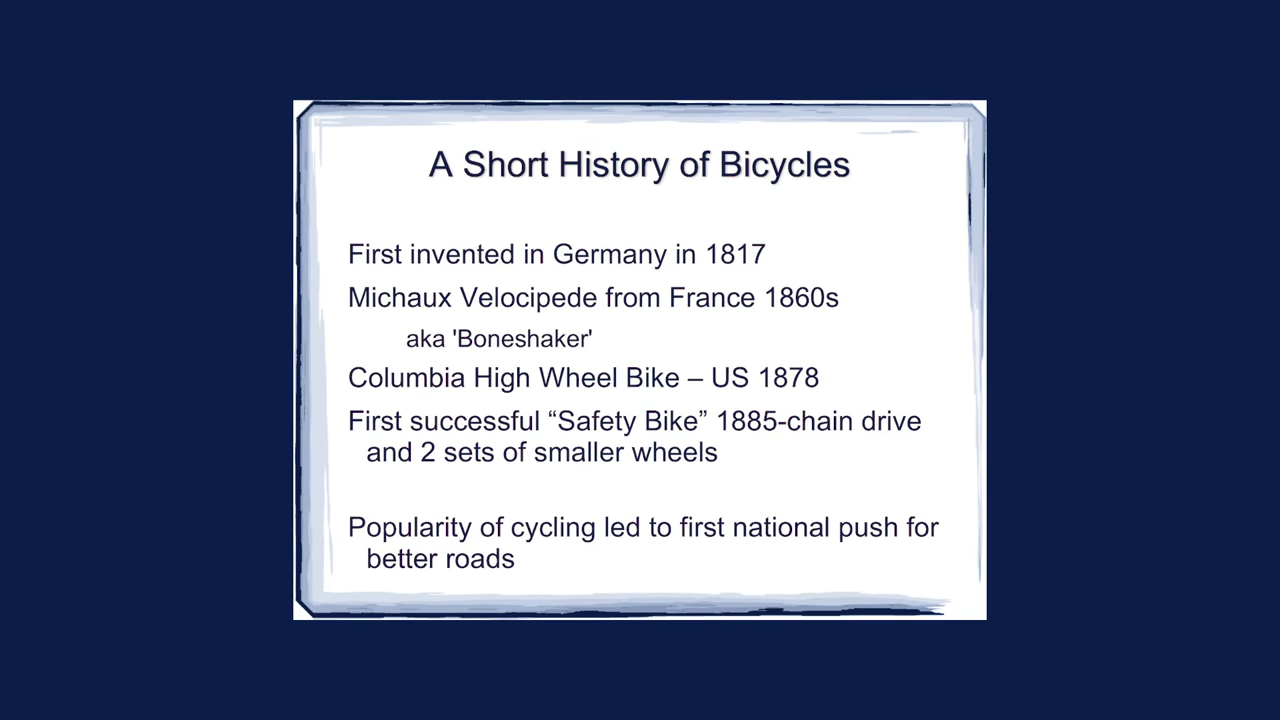 A Short History of Bicycles
First invented in Germany in 1817
Michaux Velocipede from France 1860s
aka 'Boneshaker'
Columbia High Wheel Bike – US 1878
First successful “Safety Bike” 1885-chain drive
and 2 sets of smaller wheels
Popularity of cycling led to first national push for
better roads